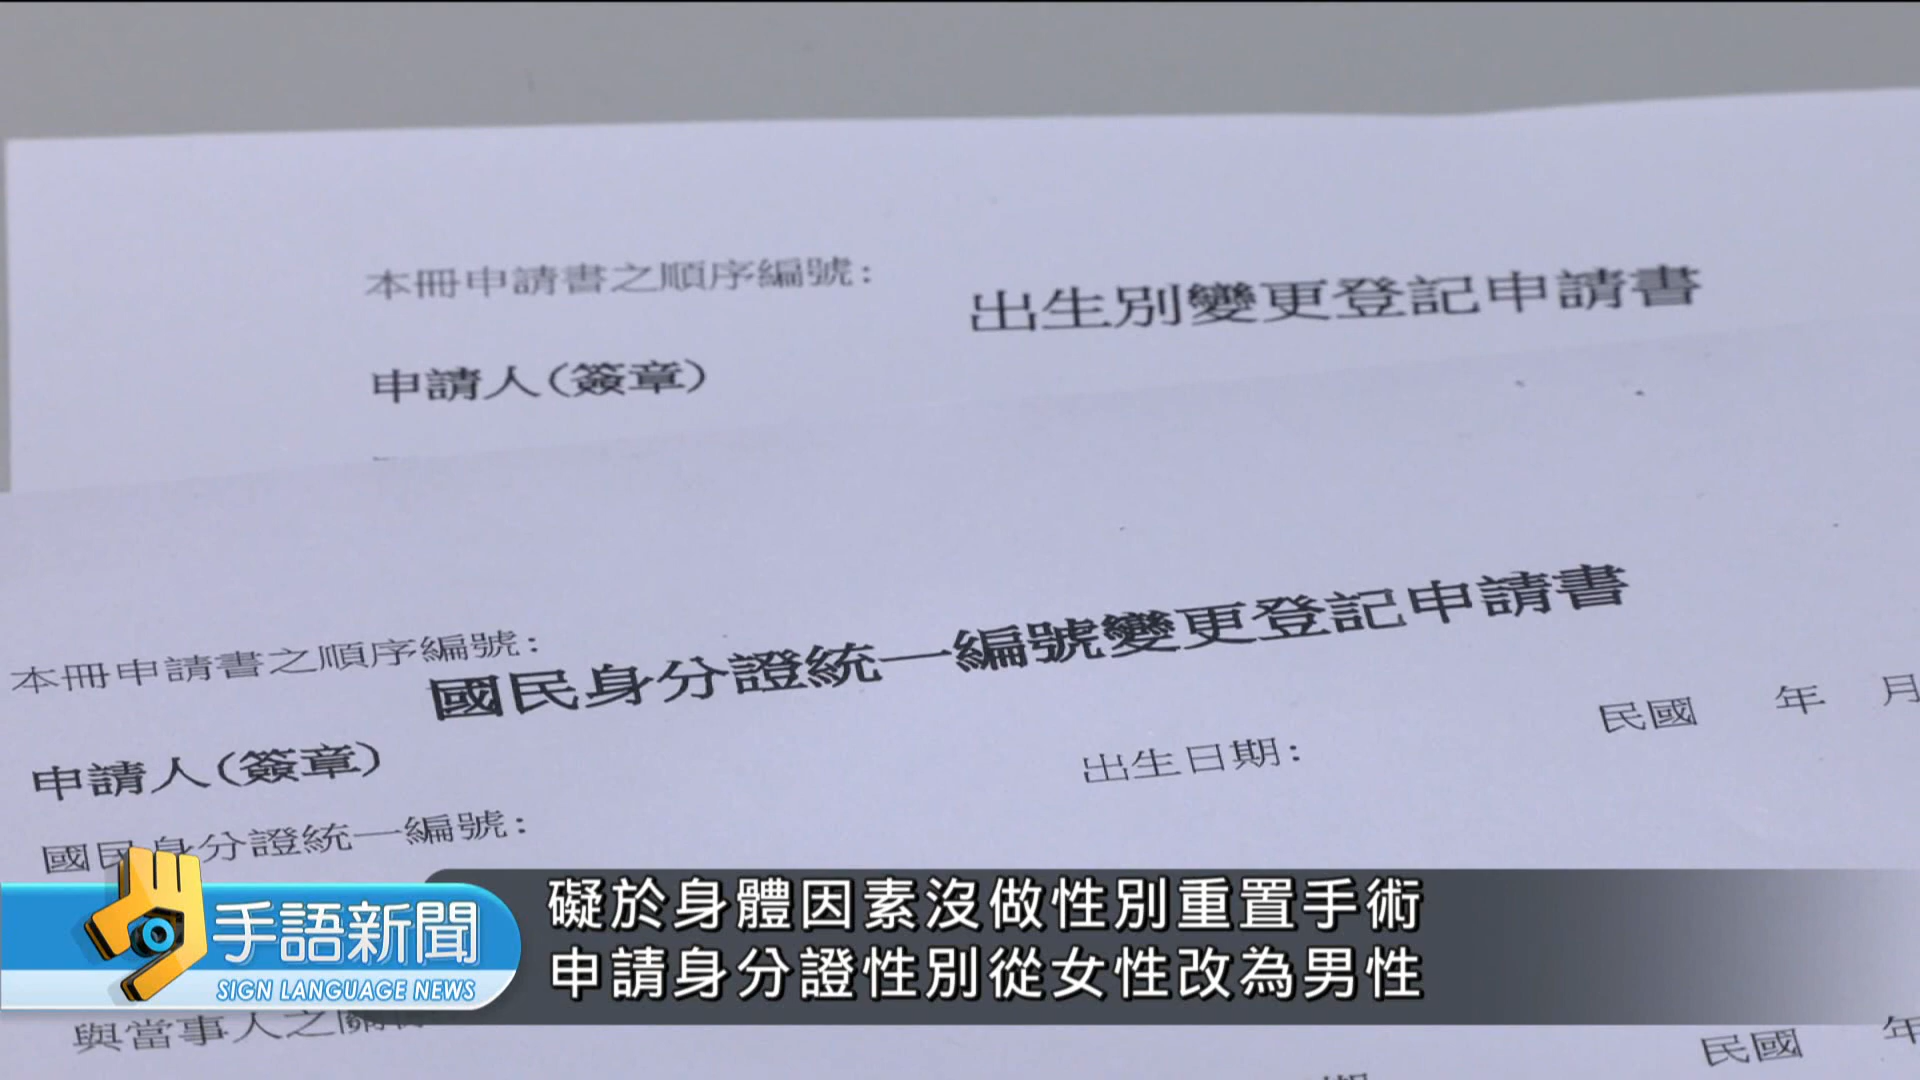 本冊申請書之順序編號:
出生別變更登記申請書
申請人(簽章)
本冊申請書之順序編號:
國民身分證統一編號變更登記申請書
民國 年 月
申請人(簽章)
出生日期:
國民身分證統一編號:
礙於身體因素沒做性別重置手術
手語新聞
申請身分證性別從女性改為男性
SIGN LANGUAGE NEWS
與當事人之關
民國 年